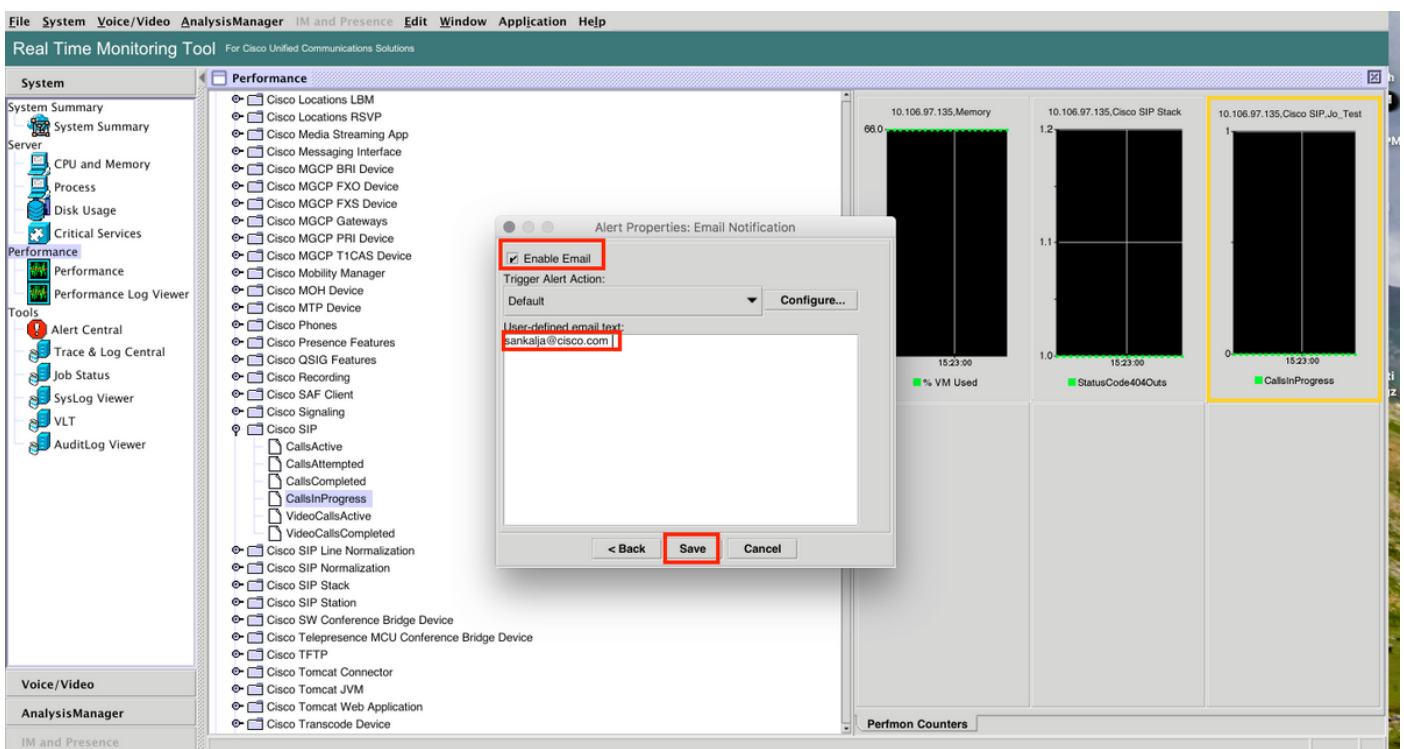 File System Voice/Video AnalysisManager IM and Presence Edit Window Application Help
Real Time Monitoring Tool For Cisco Unified Communications Solutions
System
System Summary
System Summary
Server
CPU and Memory
Process
Disk Usage
Critical Services
Performance
Performance
Performance Log Viewer
Tools
Alert Central
Trace & Log Central
Job Status
SysLog Viewer
VLT
AuditLog Viewer
Voice/Video
AnalysisManager
IM and Presence
Performance
Cisco Locations LBM
Cisco Locations RSVP
Cisco Media Streaming App
Cisco Messaging Interface
Cisco MGCP BRI Device
Cisco MGCP FXO Device
Cisco MGCP FXS Device
Cisco MGCP Gateways
Cisco MGCP PRI Device
Cisco MGCP T1CAS Device
Cisco Mobility Manager
Cisco MOH Device
Cisco MTP Device
Cisco Phones
Cisco Presence Features
Cisco QSIG Features
Cisco Recording
Cisco SAF Client
Cisco Signaling
Cisco SIP
CallsActive
CallsAttempted
CallsCompleted
CallsInProgress
VideoCallsActive
VideoCallsCompleted
Cisco SIP Line Normalization
Cisco SIP Normalization
Cisco SIP Stack
Cisco SIP Station
Cisco SW Conference Bridge Device
Cisco Telepresence MCU Conference Bridge Device
Cisco TFTP
Cisco Tomcat Connector
Cisco Tomcat JVM
Cisco Tomcat Web Application
Cisco Transcode Device
Alert Properties: Email Notification
Enable Email
Trigger Alert Action:
Default
Configure...
User-defined email text:
sankalja@cisco.com
< Back
Save
Cancel
10.106.97.135,Memory
66.0
15:23:00
% VM Used
10.106.97.135,Cisco SIP Stack
1.2
1.1
1.0
15:23:00
StatusCode404Outs
10.106.97.135,Cisco SIP,Jo_Test
1
0
15:23:00
CallsInProgress
Perfmon Counters